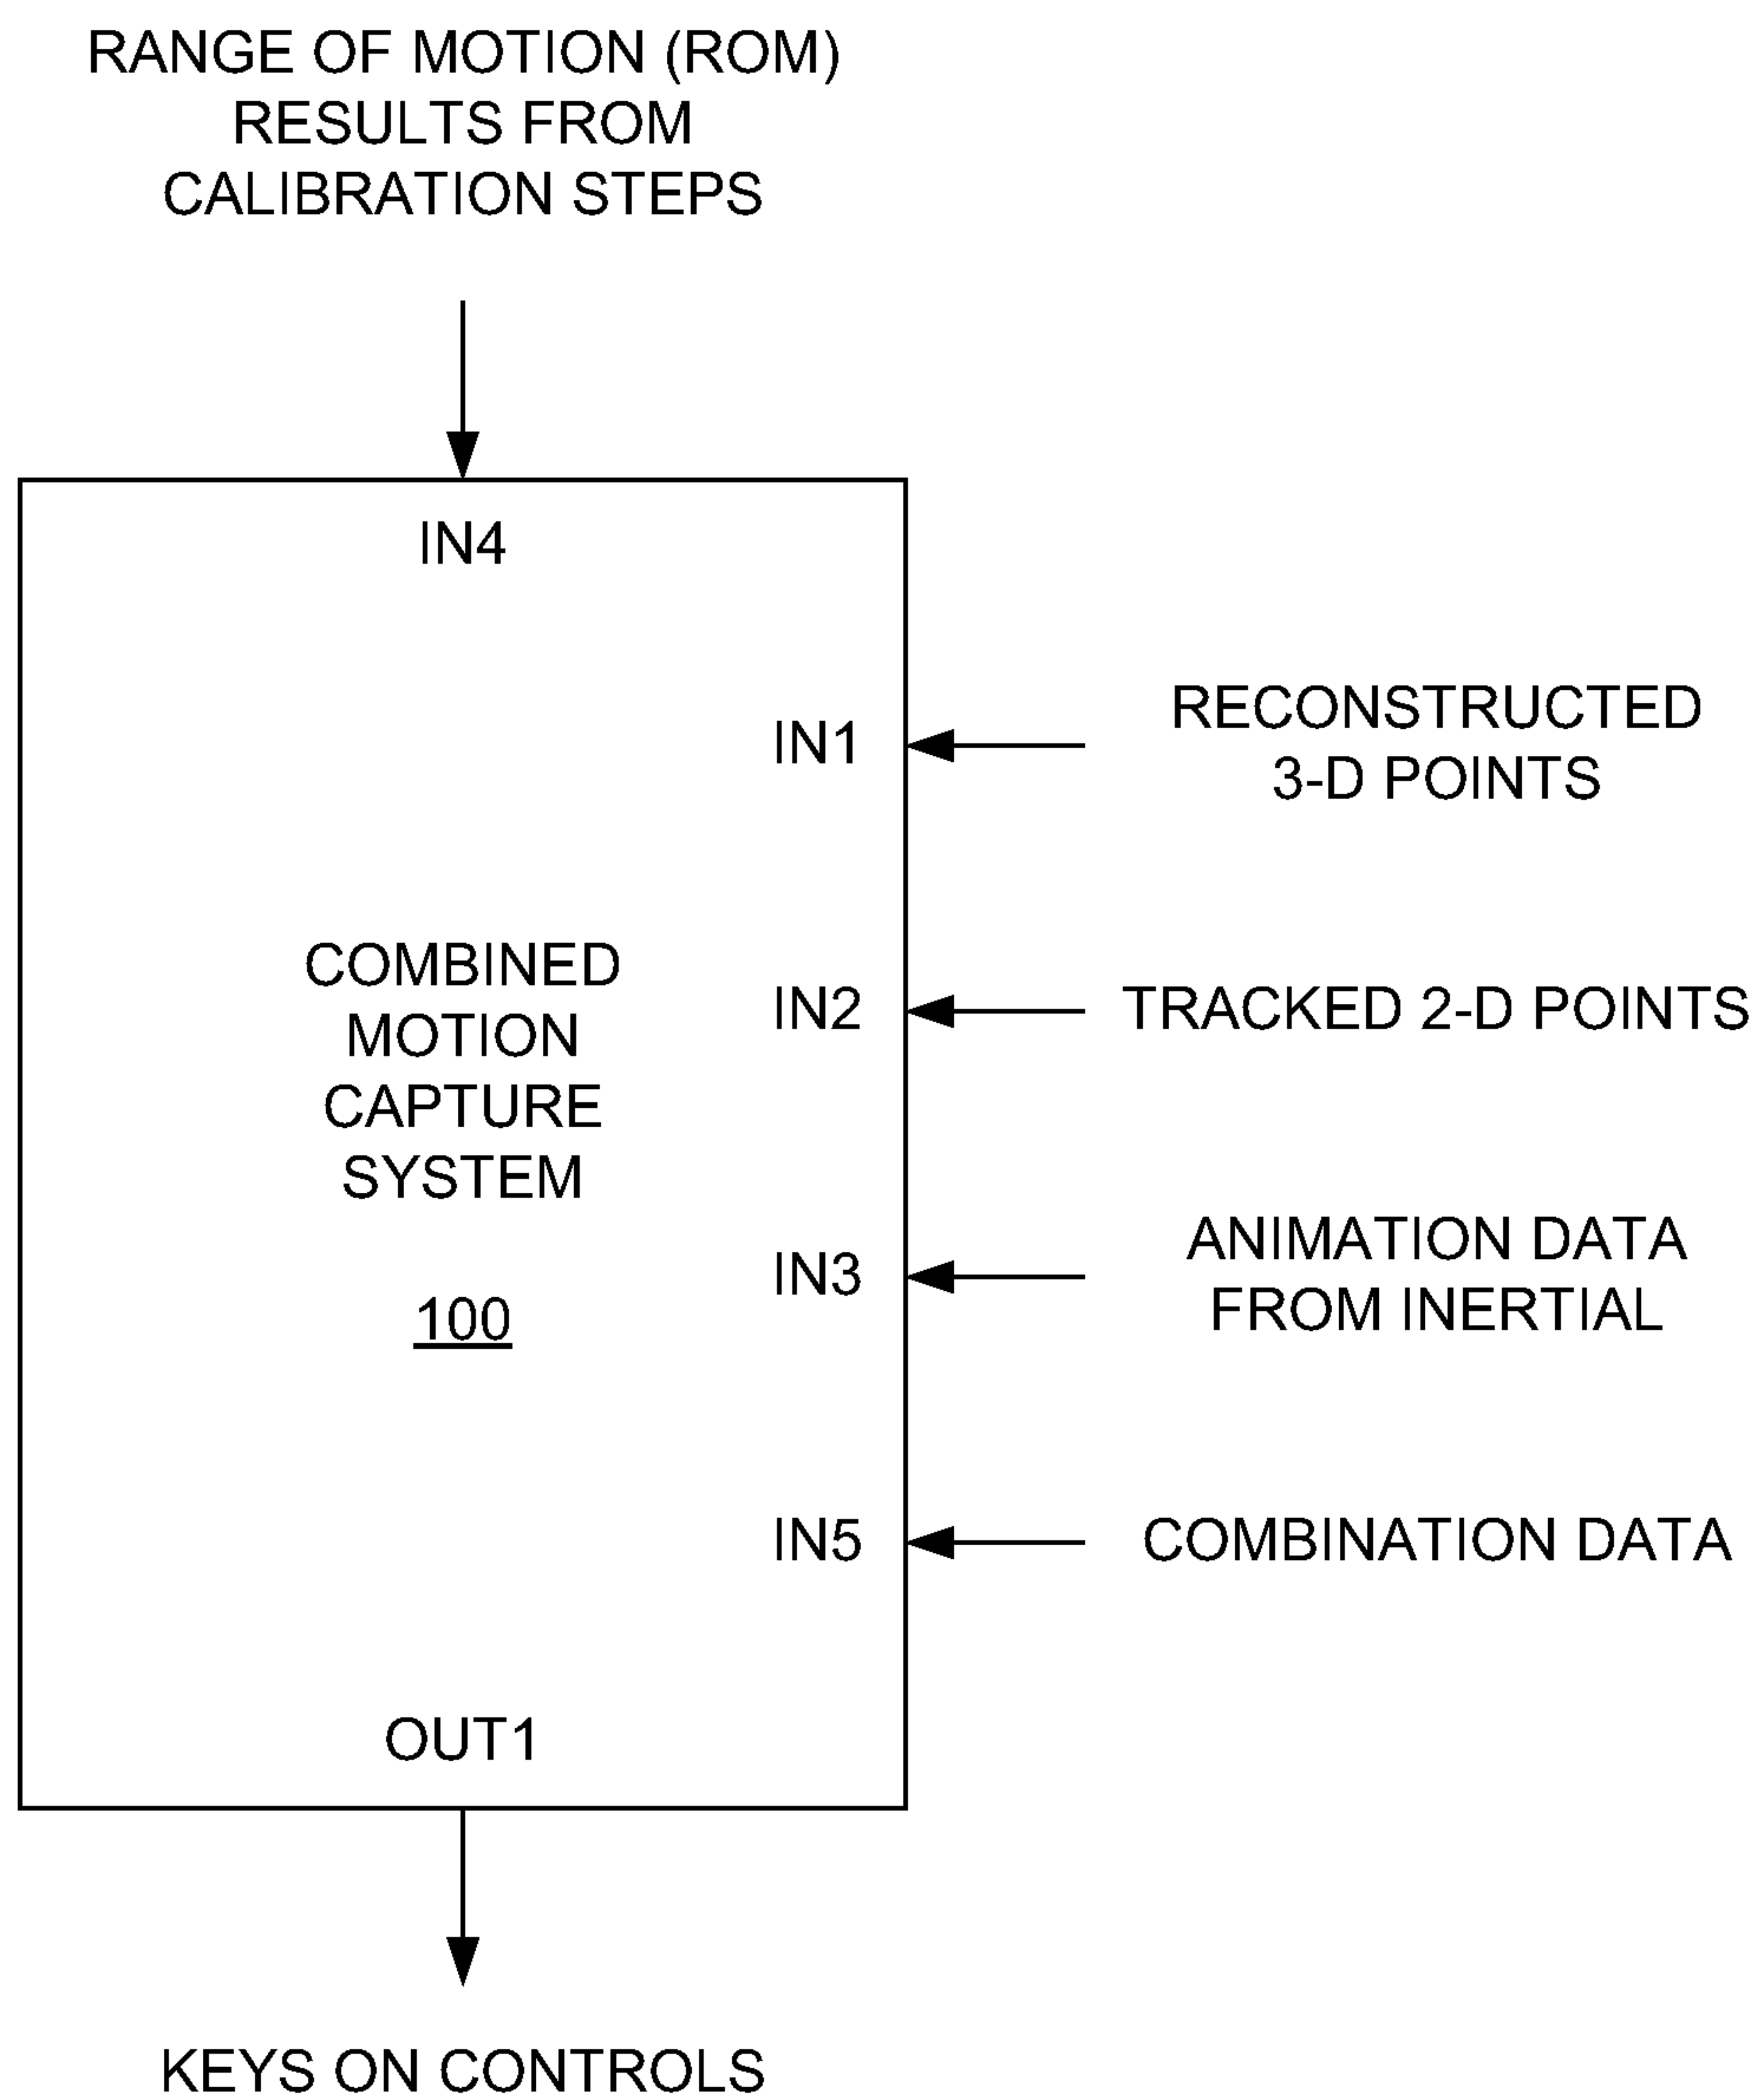 RANGE OF MOTION (ROM)
RESULTS FROM
CALIBRATION STEPS
IN4
IN1
RECONSTRUCTED
3-D POINTS
COMBINED
MOTION
CAPTURE
SYSTEM
100
IN2
TRACKED 2-D POINTS
IN3
ANIMATION DATA
FROM INERTIAL
IN5
COMBINATION DATA
OUT1
KEYS ON CONTROLS